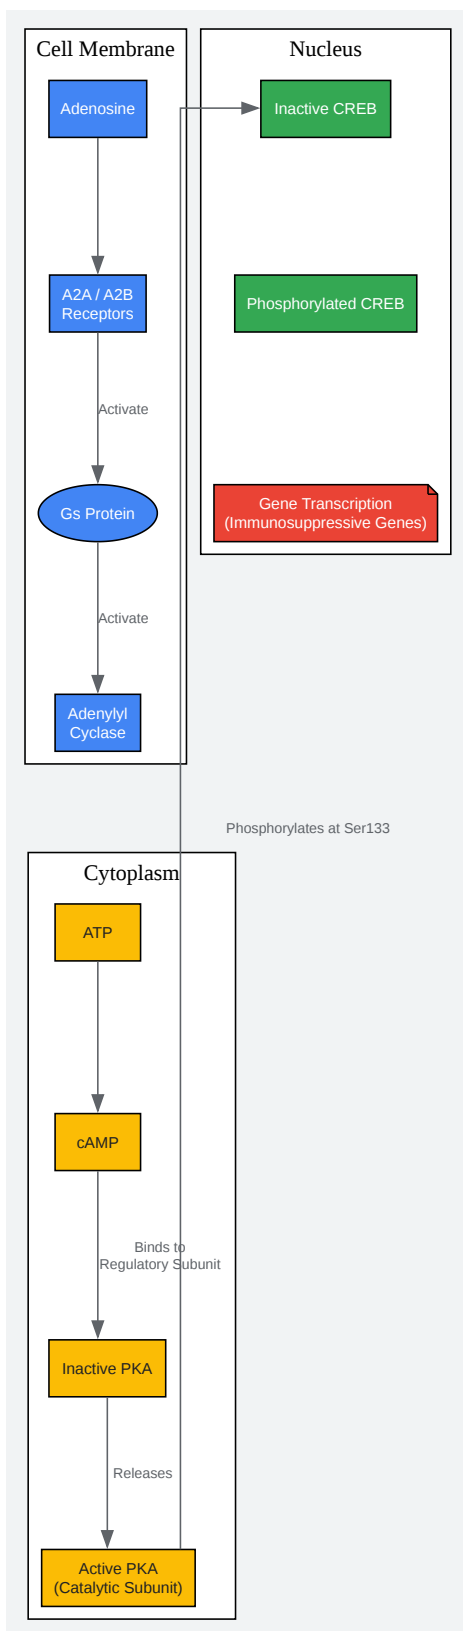 Cell Membrane
Adenosine
A2A / A2B
Receptors
Activate
Gs Protein
Activate
Adenylyl
Cyclase
Nucleus
Inactive CREB
Phosphorylated CREB
Gene Transcription
(Immunosuppressive Genes)
Phosphorylates at Ser133
Cytoplasm
ATP
cAMP
Binds to
Regulatory Subunit
Inactive PKA
Releases
Active PKA
(Catalytic Subunit)